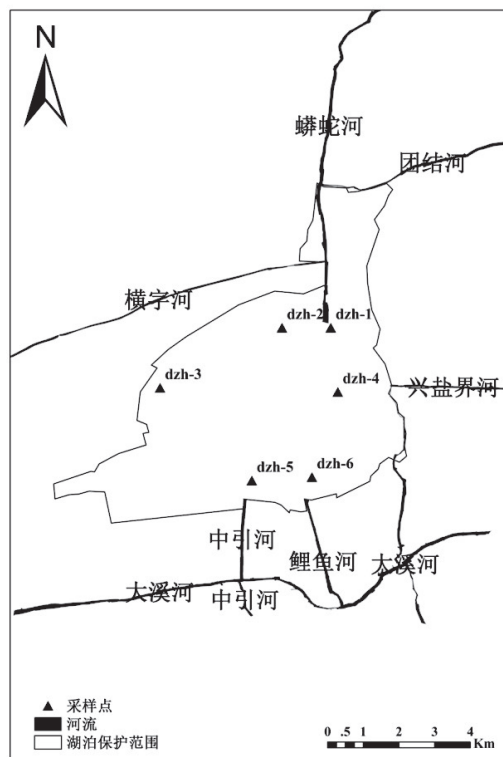 N
蟒蛇河
团结河
横字河
dzh-2
dzh-1
dzh-3
dzh-4
兴盐界河
dzh-5
dzh-6
中引河
鲤鱼河
大溪河
大溪河
中引河
采样点
河流
湖泊保护范围
0 .5 1 2 3 4
Km